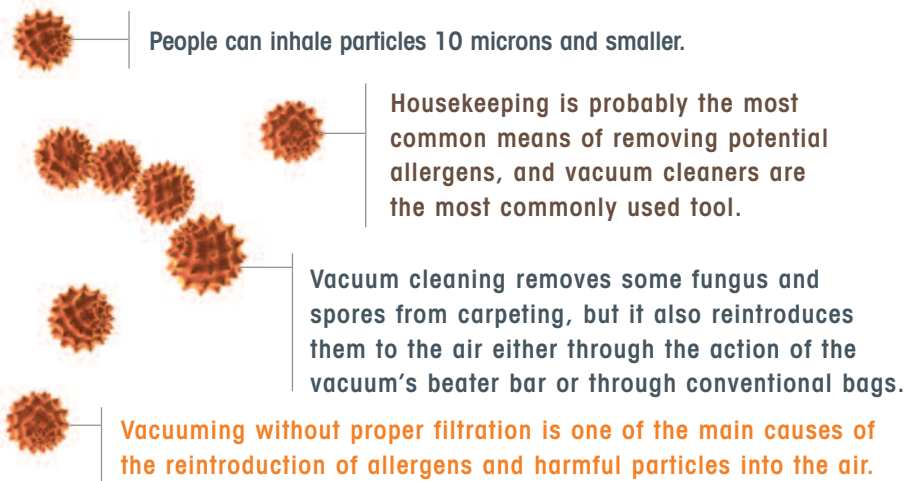 People can inhale particles 10 microns and smaller.
Housekeeping is probably the most
common means of removing potential
allergens, and vacuum cleaners are
the most commonly used tool.
Vacuum cleaning removes some fungus and
spores from carpeting, but it also reintroduces
them to the air either through the action of the
vacuum's beater bar or through conventional bags.
Vacuuming without proper filtration is one of the main causes of
the reintroduction of allergens and harmful particles into the air.